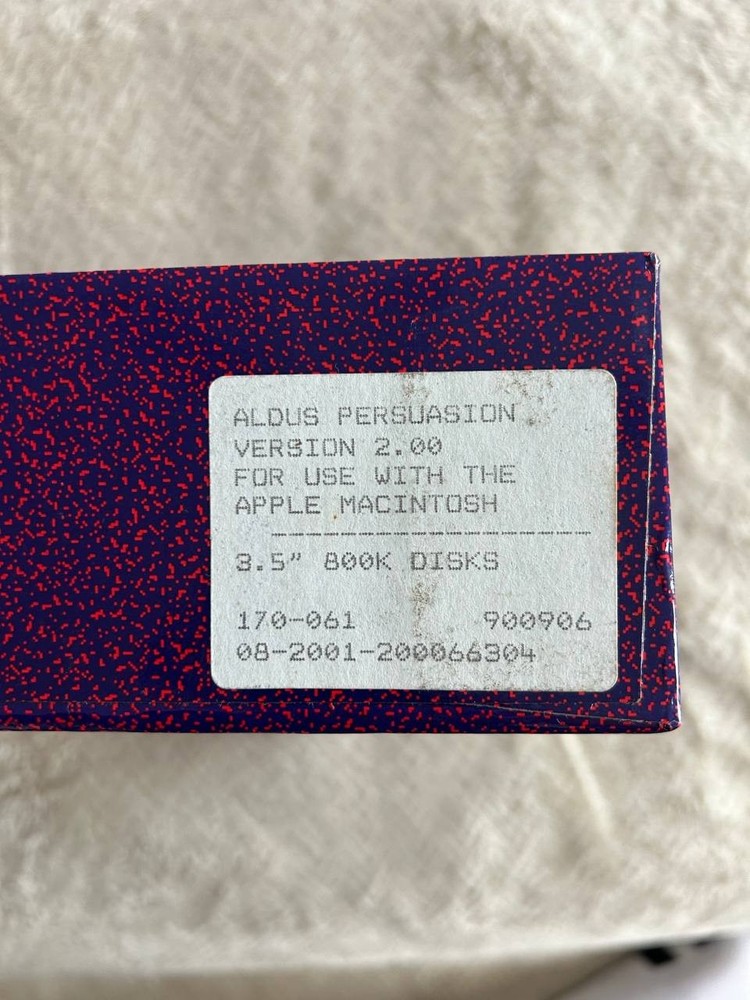 ALDUS PERSUASION
VERSION 2.00
FOR USE WITH THE
APPLE MACINTOSH
3.5" 800K DISKS
170-061 900906
08-2001-200066304